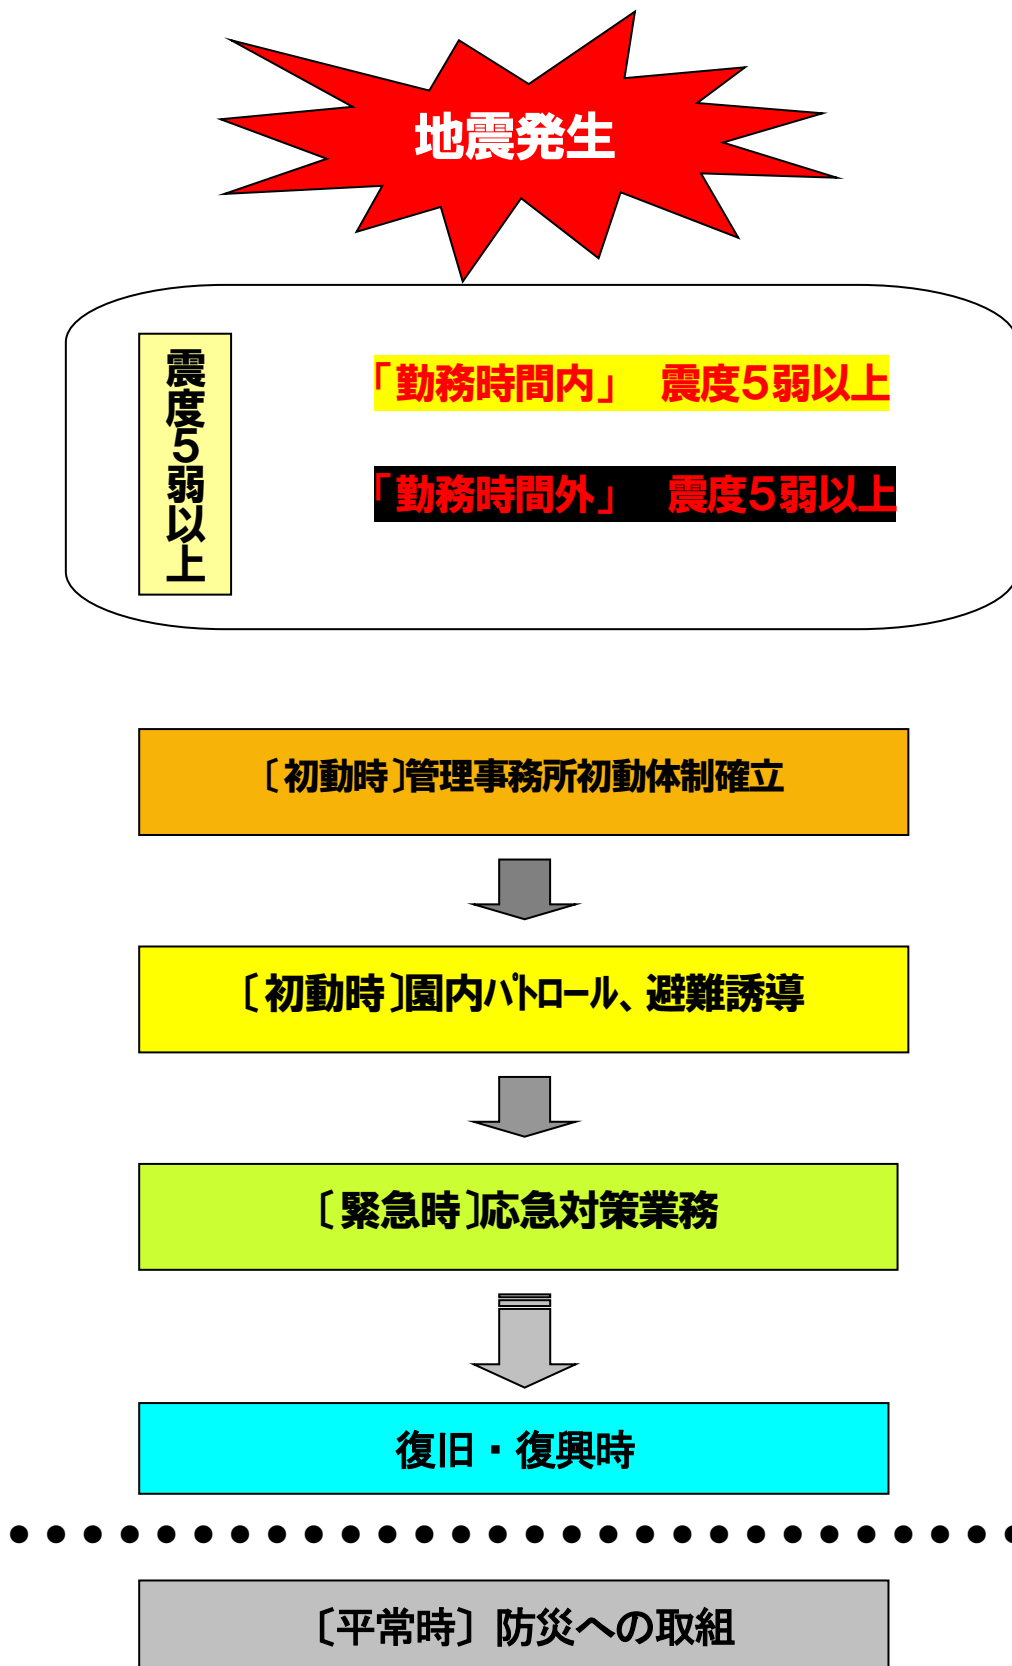 地震発生
震度５弱以上
「勤務時間内」　震度５弱以上
「勤務時間外」　震度５弱以上
〔初動時〕管理事務所初動体制確立
〔初動時〕園内パトロール、避難誘導
〔緊急時〕応急対策業務
復旧・復興時
〔平常時〕防災への取組